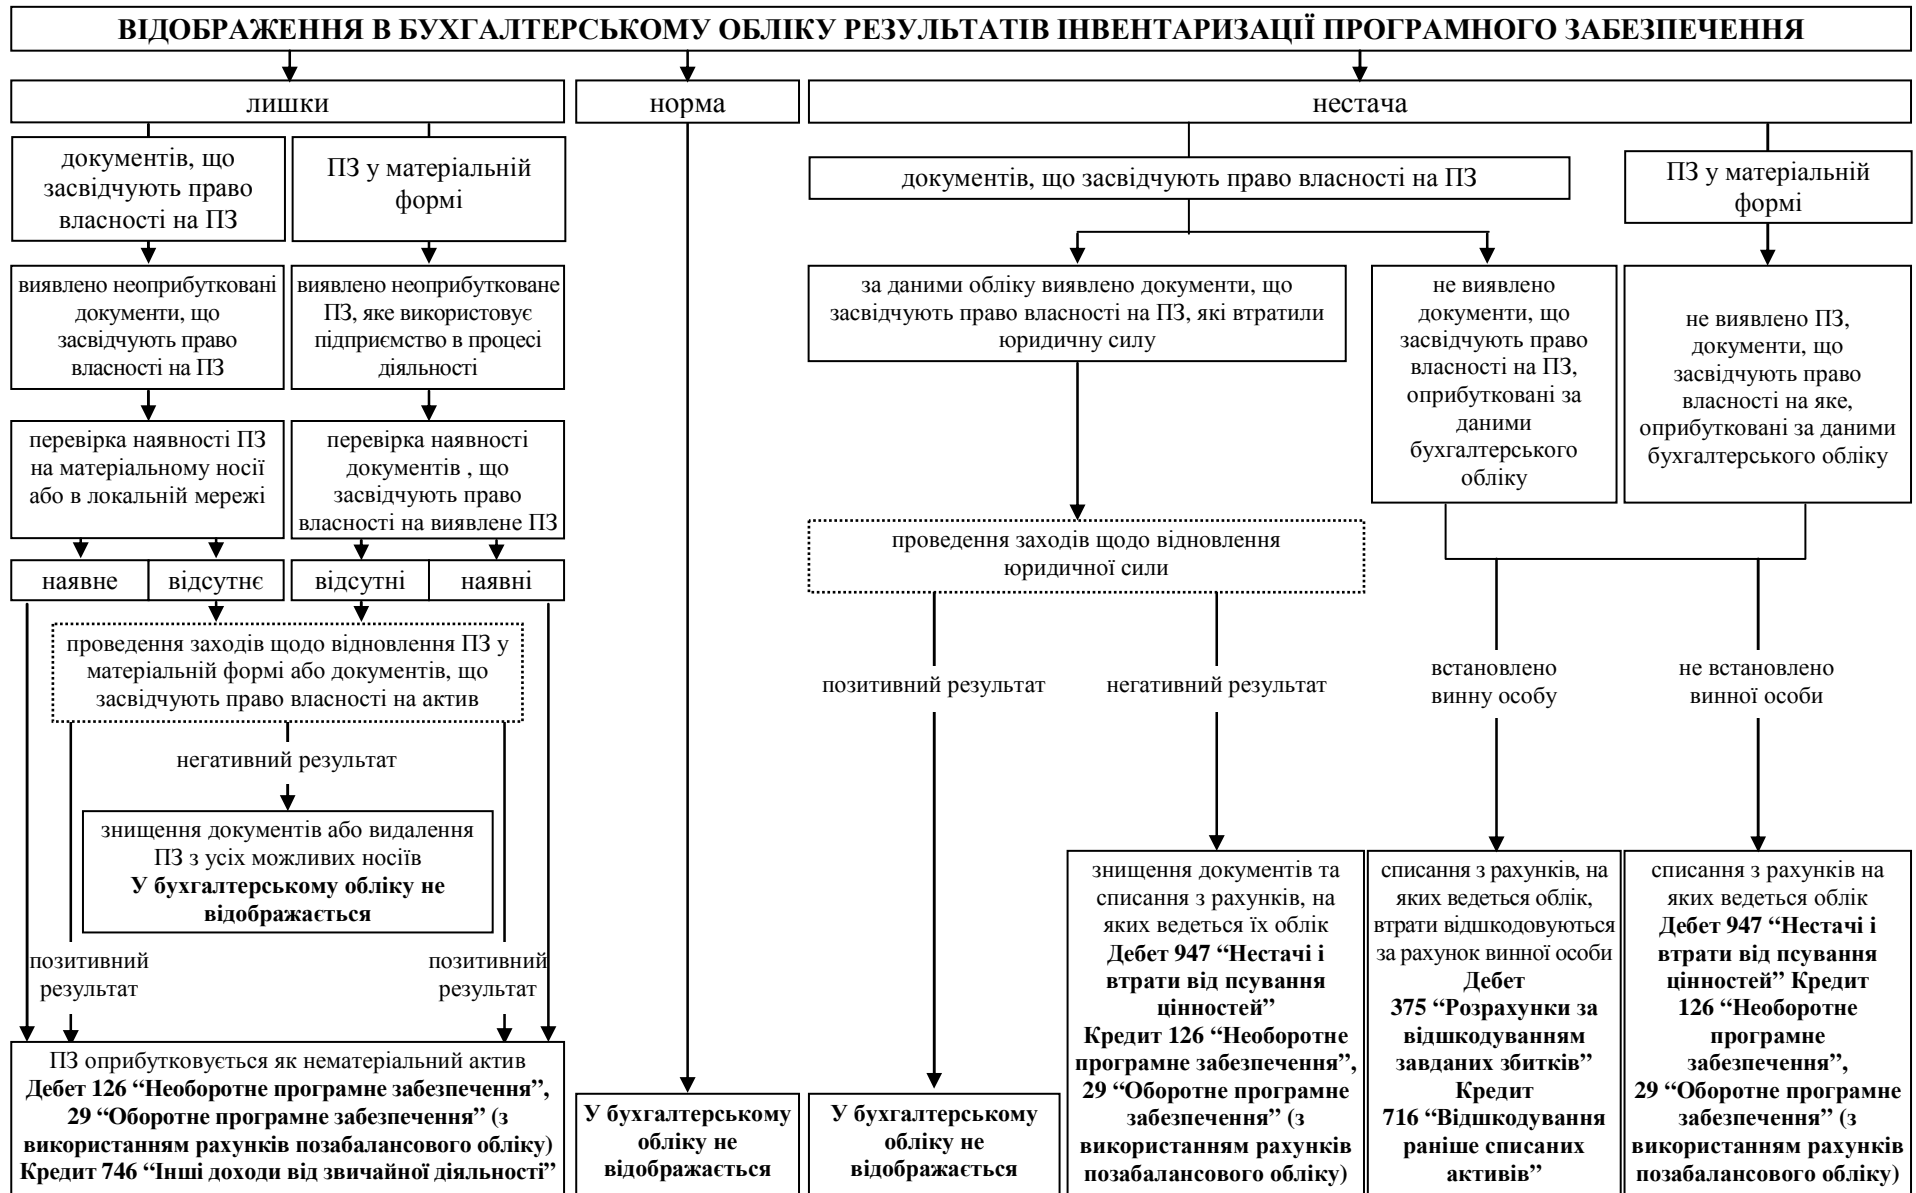 ВІДОБРАЖЕННЯ В БУХГАЛТЕРСЬКОМУ ОБЛІКУ РЕЗУЛЬТАТІВ ІНВЕНТАРИЗАЦІЇ ПРОГРАМНОГО ЗАБЕЗПЕЧЕННЯ
лишки
норма
нестача
документів, що
засвідчують право
власності на ПЗ
ПЗ у матеріальній
формі
документів, що засвідчують право власності на ПЗ
ПЗ у матеріальній
формі
виявлено неоприбутковані
документи, що
засвідчують право
власності на ПЗ
виявлено неоприбутковане
ПЗ, яке використовує
підприємство в процесі
діяльності
за даними обліку виявлено документи, що
засвідчують право власності на ПЗ, які втратили
юридичну силу
не виявлено
документи, що
засвідчують право
власності на ПЗ,
оприбутковані за
даними
бухгалтерського
обліку
не виявлено ПЗ,
документи, що
засвідчують право
власності на яке,
оприбутковані за даними
бухгалтерського обліку
перевірка наявності ПЗ
на матеріальному носії
або в локальній мережі
перевірка наявності
документів , що
засвідчують право
власності на виявлене ПЗ
проведення заходів щодо відновлення
юридичної сили
наявне
відсутнє
відсутні
наявні
проведення заходів щодо відновлення ПЗ у
матеріальній формі або документів, що
засвідчують право власності на актив
позитивний результат
негативний результат
встановлено
винну особу
не встановлено
винної особи
негативний результат
знищення документів або видалення
ПЗ з усіх можливих носіїв
У бухгалтерському обліку не
відображається
позитивний
результат
позитивний
результат
ПЗ оприбутковується як нематеріальний актив
Дебет 126 “Необоротне програмне забезпечення”,
29 “Оборотне програмне забезпечення” (з
використанням рахунків позабалансового обліку)
Кредит 746 “Інші доходи від звичайної діяльності”
У бухгалтерському
обліку не
відображається
У бухгалтерському
обліку не
відображається
знищення документів та
списання з рахунків, на
яких ведеться їх облік
Дебет 947 “Нестачі і
втрати від псування
цінностей”
Кредит 126 “Необоротне
програмне забезпечення”,
29 “Оборотне програмне
забезпечення” (з
використанням рахунків
позабалансового обліку)
списання з рахунків, на
яких ведеться облік,
втрати відшкодовуються
за рахунок винної особи
Дебет
375 “Розрахунки за
відшкодуванням
завданих збитків”
Кредит
716 “Відшкодування
раніше списаних
активів”
списання з рахунків на
яких ведеться облік
Дебет 947 “Нестачі і
втрати від псування
цінностей” Кредит
126 “Необоротне
програмне
забезпечення”,
29 “Оборотне програмне
забезпечення” (з
використанням рахунків
позабалансового обліку)